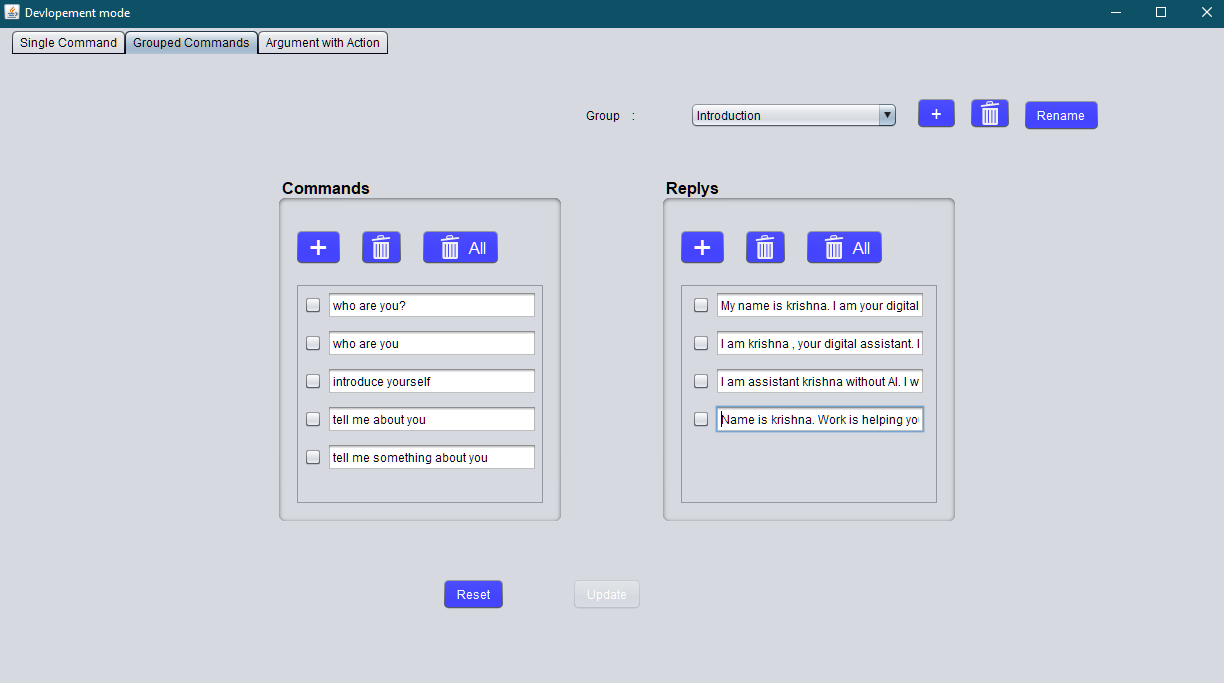 Devlopement mode
Single Command Grouped Commands Argument with Action
Group : Introduction + Rename
Commands
+ All
who are you?
who are you
introduce yourself
tell me about you
tell me something about you
Replys
+ All
My name is krishna. I am your digital
I am krishna , your digital assistant. I
I am assistant krishna without AI. I w
Name is krishna. Work is helping yo
Reset Update